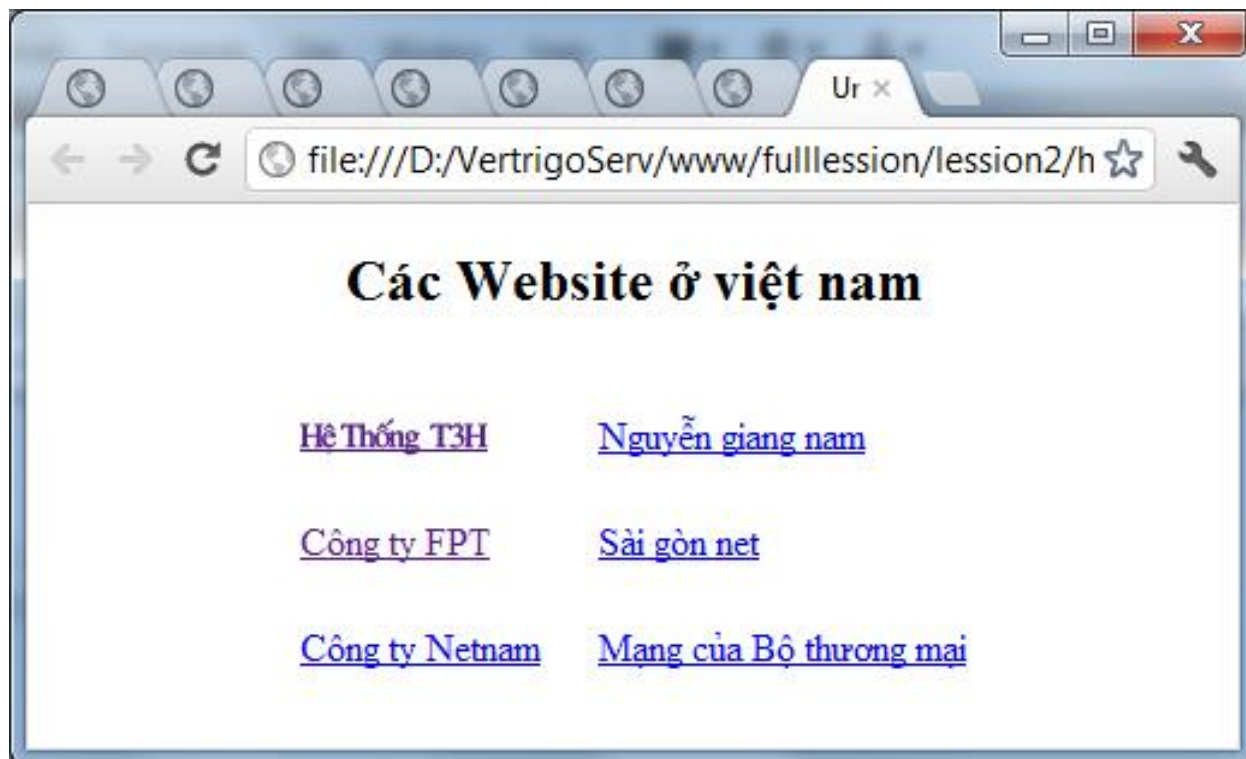 Ur
file:///D:/VertrigoServ/www/fulllession/lession2/h
Các Website ở việt nam
Hệ Thống T3H Nguyễn giang nam
Công ty FPT Sài gòn net
Công ty Netnam Mạng của Bộ thương mại